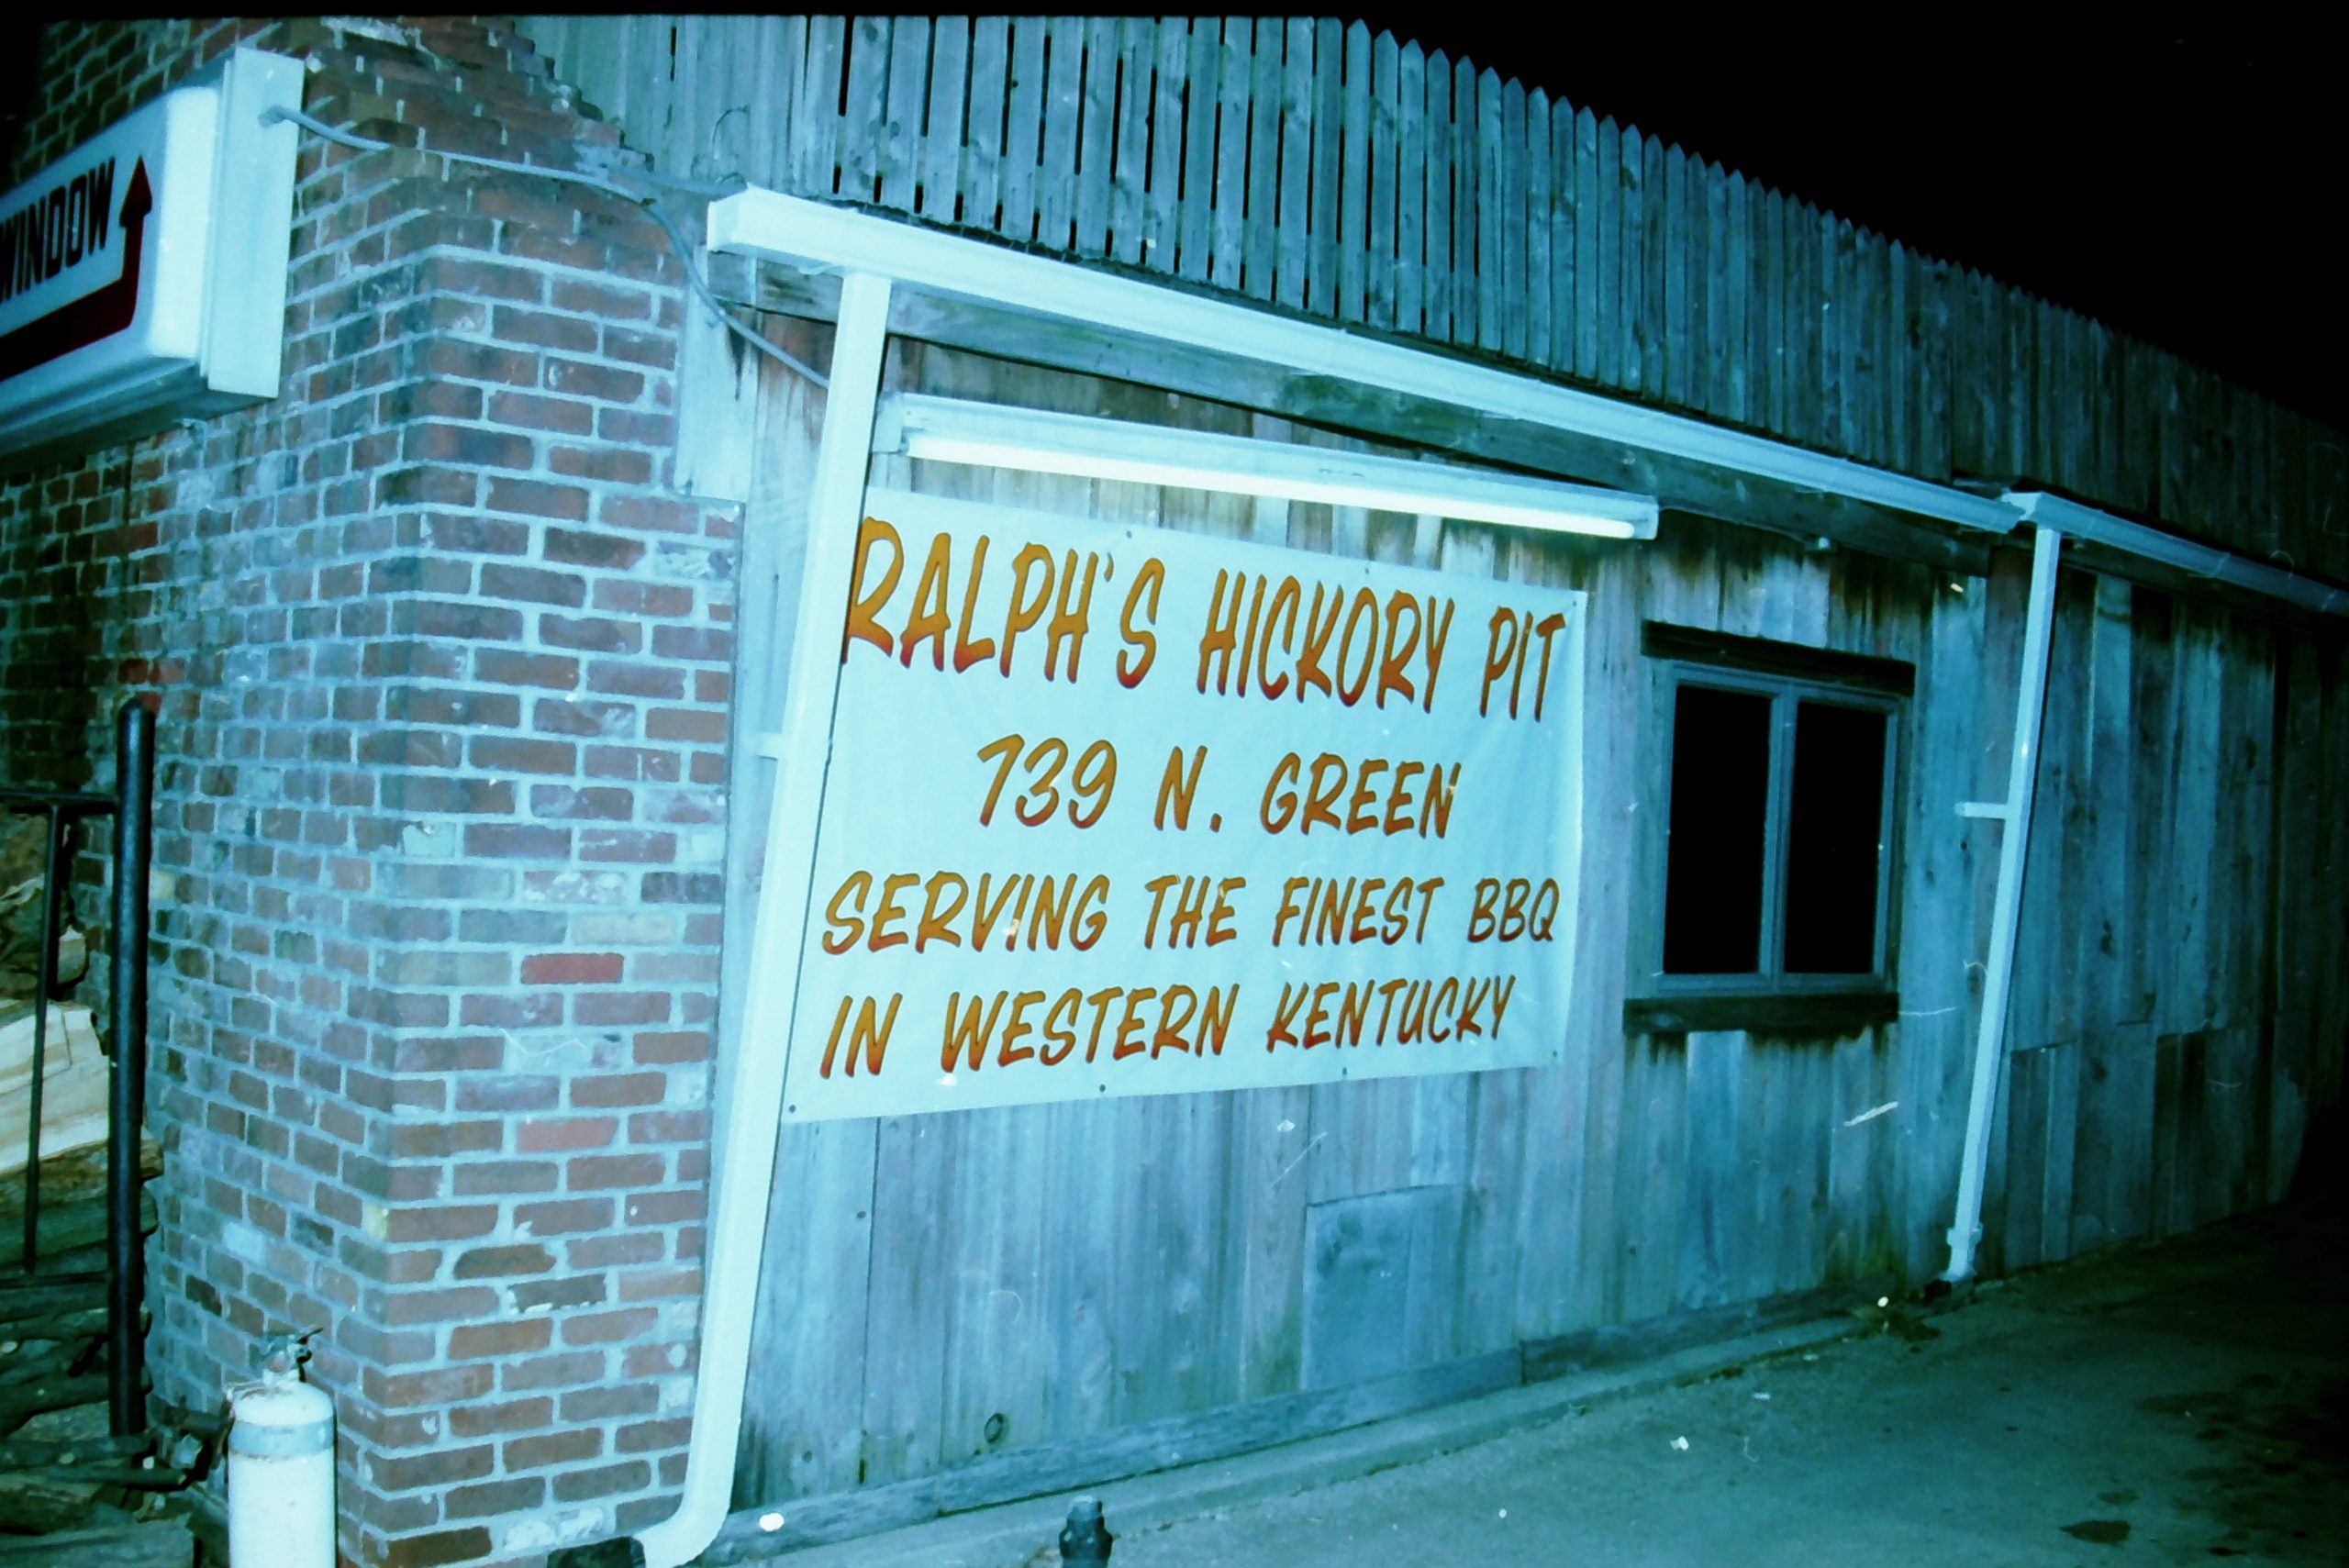 WINDOW
RALPH'S HICKORY PIT
739 N. GREEN
SERVING THE FINEST BBQ
IN WESTERN KENTUCKY